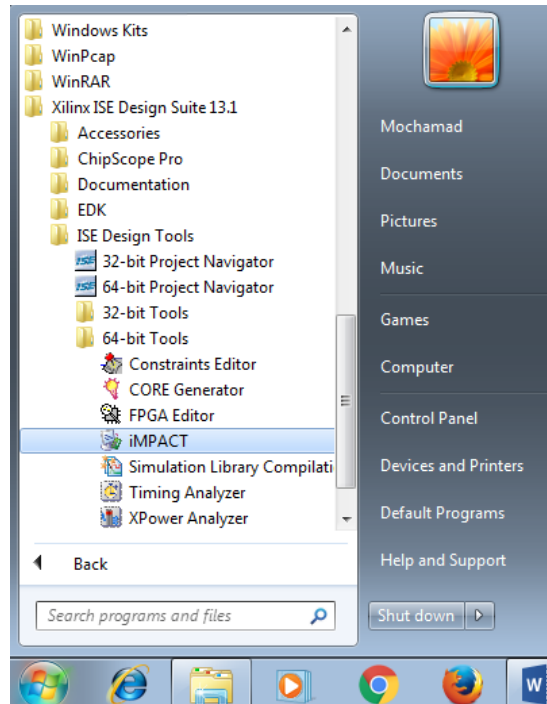 Windows Kits
WinPcap
WinRAR
Xilinx ISE Design Suite 13.1
Accessories
ChipScope Pro
Documentation
EDK
ISE Design Tools
32-bit Project Navigator
64-bit Project Navigator
32-bit Tools
64-bit Tools
Constraints Editor
CORE Generator
FPGA Editor
iMPACT
Simulation Library Compilati
Timing Analyzer
XPower Analyzer
Back
Search programs and files
Mochamad
Documents
Pictures
Music
Games
Computer
Control Panel
Devices and Printers
Default Programs
Help and Support
Shut down
W